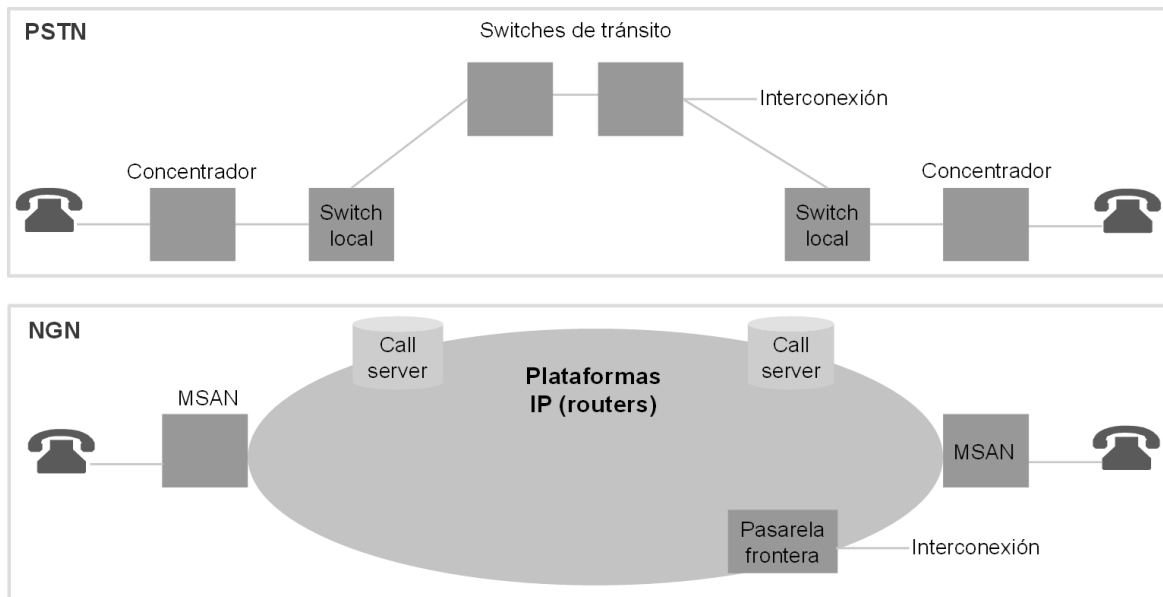 PSTN
Switches de tránsito
Interconexión
Concentrador
Concentrador
Switch
local
Switch
local
NGN
Call
server
Call
server
Plataformas
IP (routers)
MSAN
MSAN
Pasarela
frontera
Interconexión